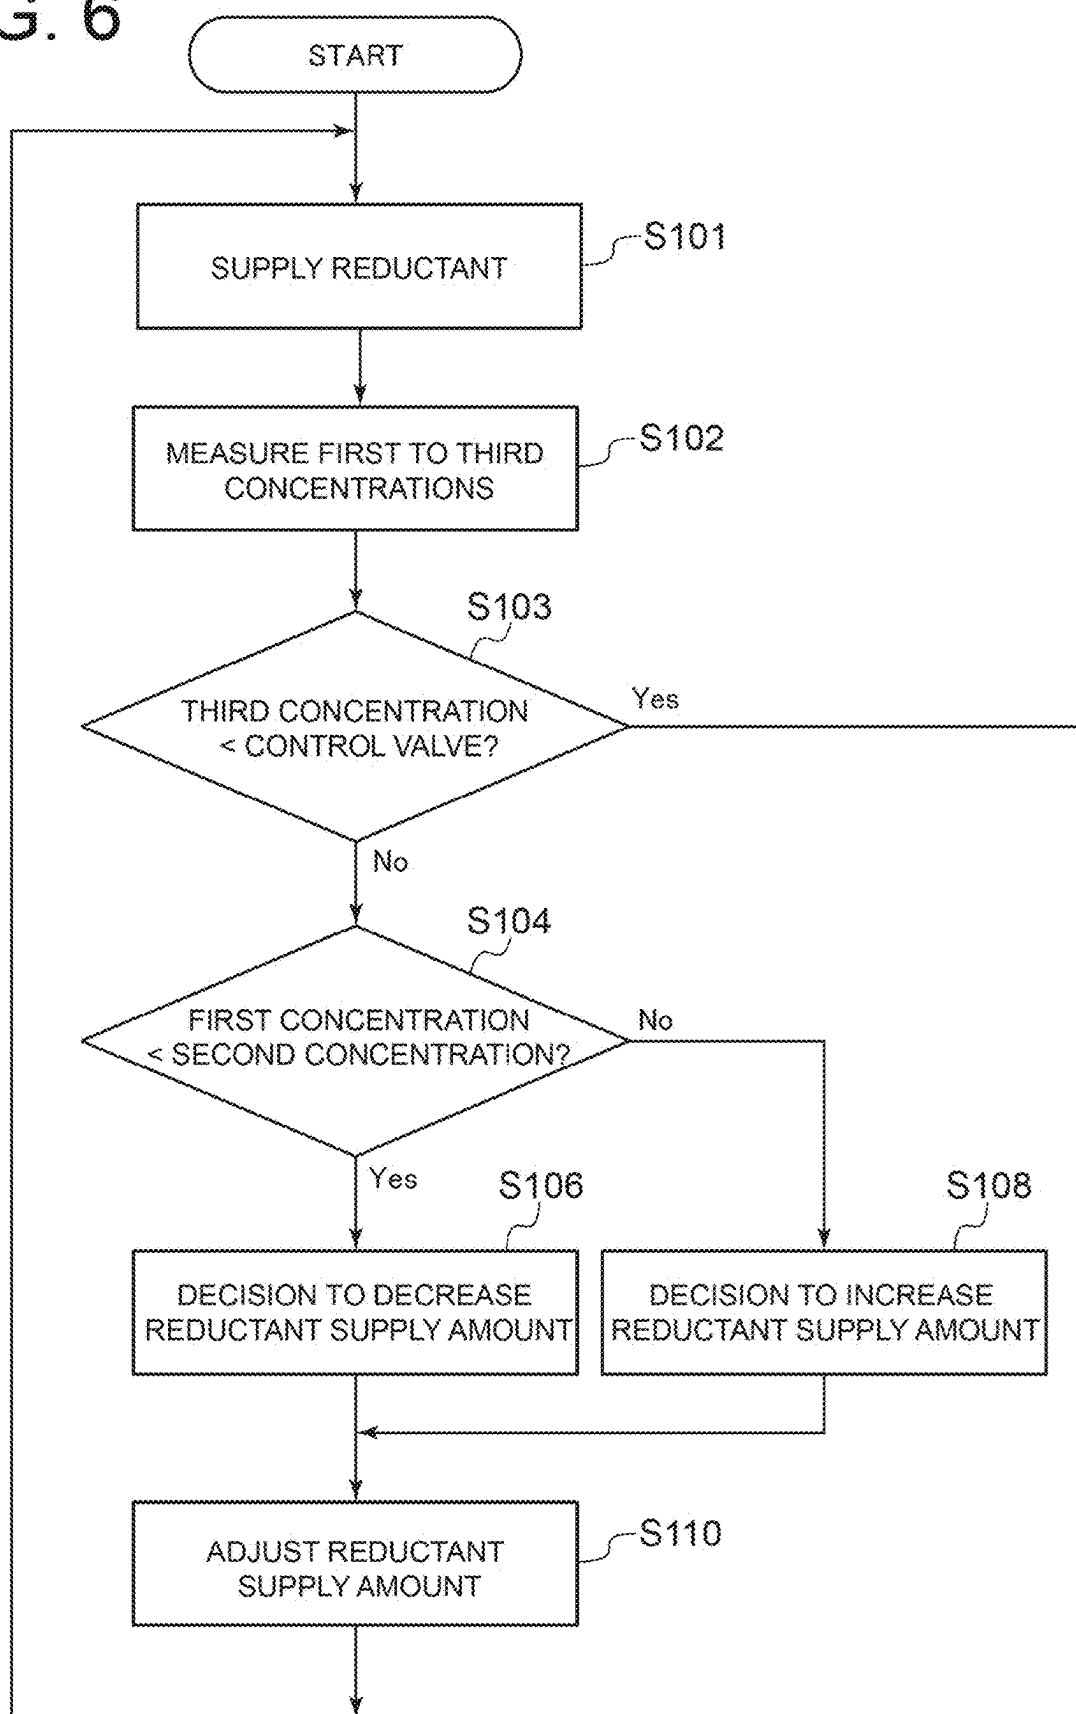 G. 6
START
SUPPLY REDUCTANT
S101
MEASURE FIRST TO THIRD
CONCENTRATIONS
S102
S103
THIRD CONCENTRATION
< CONTROL VALVE?
Yes
No
S104
FIRST CONCENTRATION
< SECOND CONCENTRATION?
No
Yes
S106
S108
DECISION TO DECREASE
REDUCTANT SUPPLY AMOUNT
DECISION TO INCREASE
REDUCTANT SUPPLY AMOUNT
ADJUST REDUCTANT
SUPPLY AMOUNT
S110